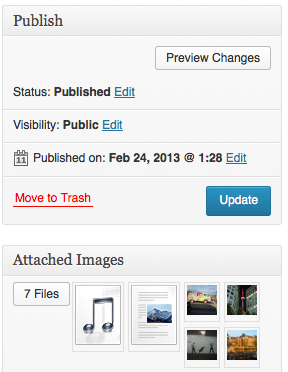 Publish
Preview Changes
Status: Published Edit
Visibility: Public Edit
11 Published on: Feb 24, 2013 @ 1:28 Edit
Move to Trash Update
Attached Images
7 Files